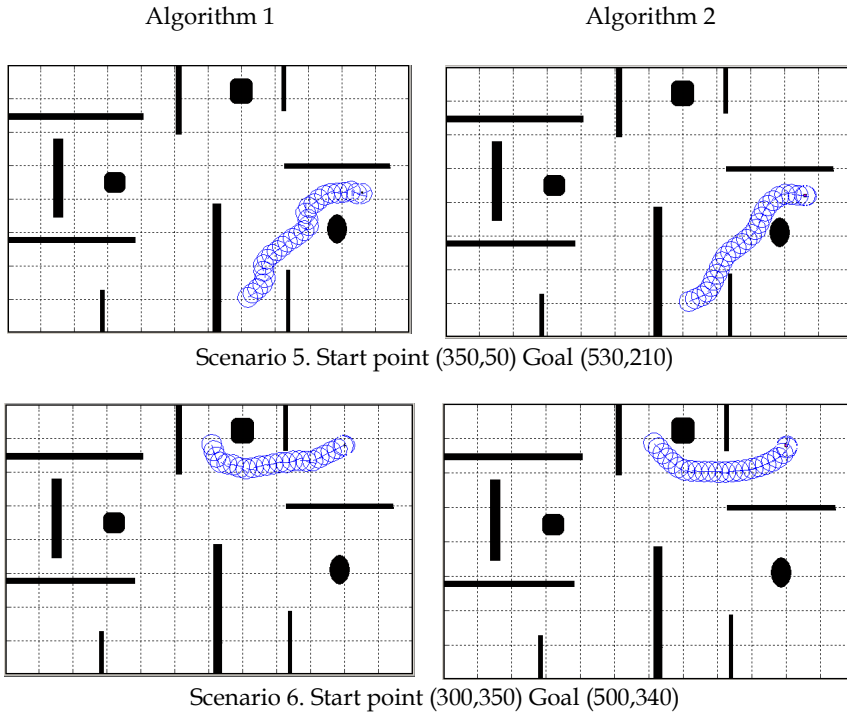 Algorithm 1
Algorithm 2
Scenario 5. Start point (350,50) Goal (530,210)
Scenario 6. Start point (300,350) Goal (500,340)